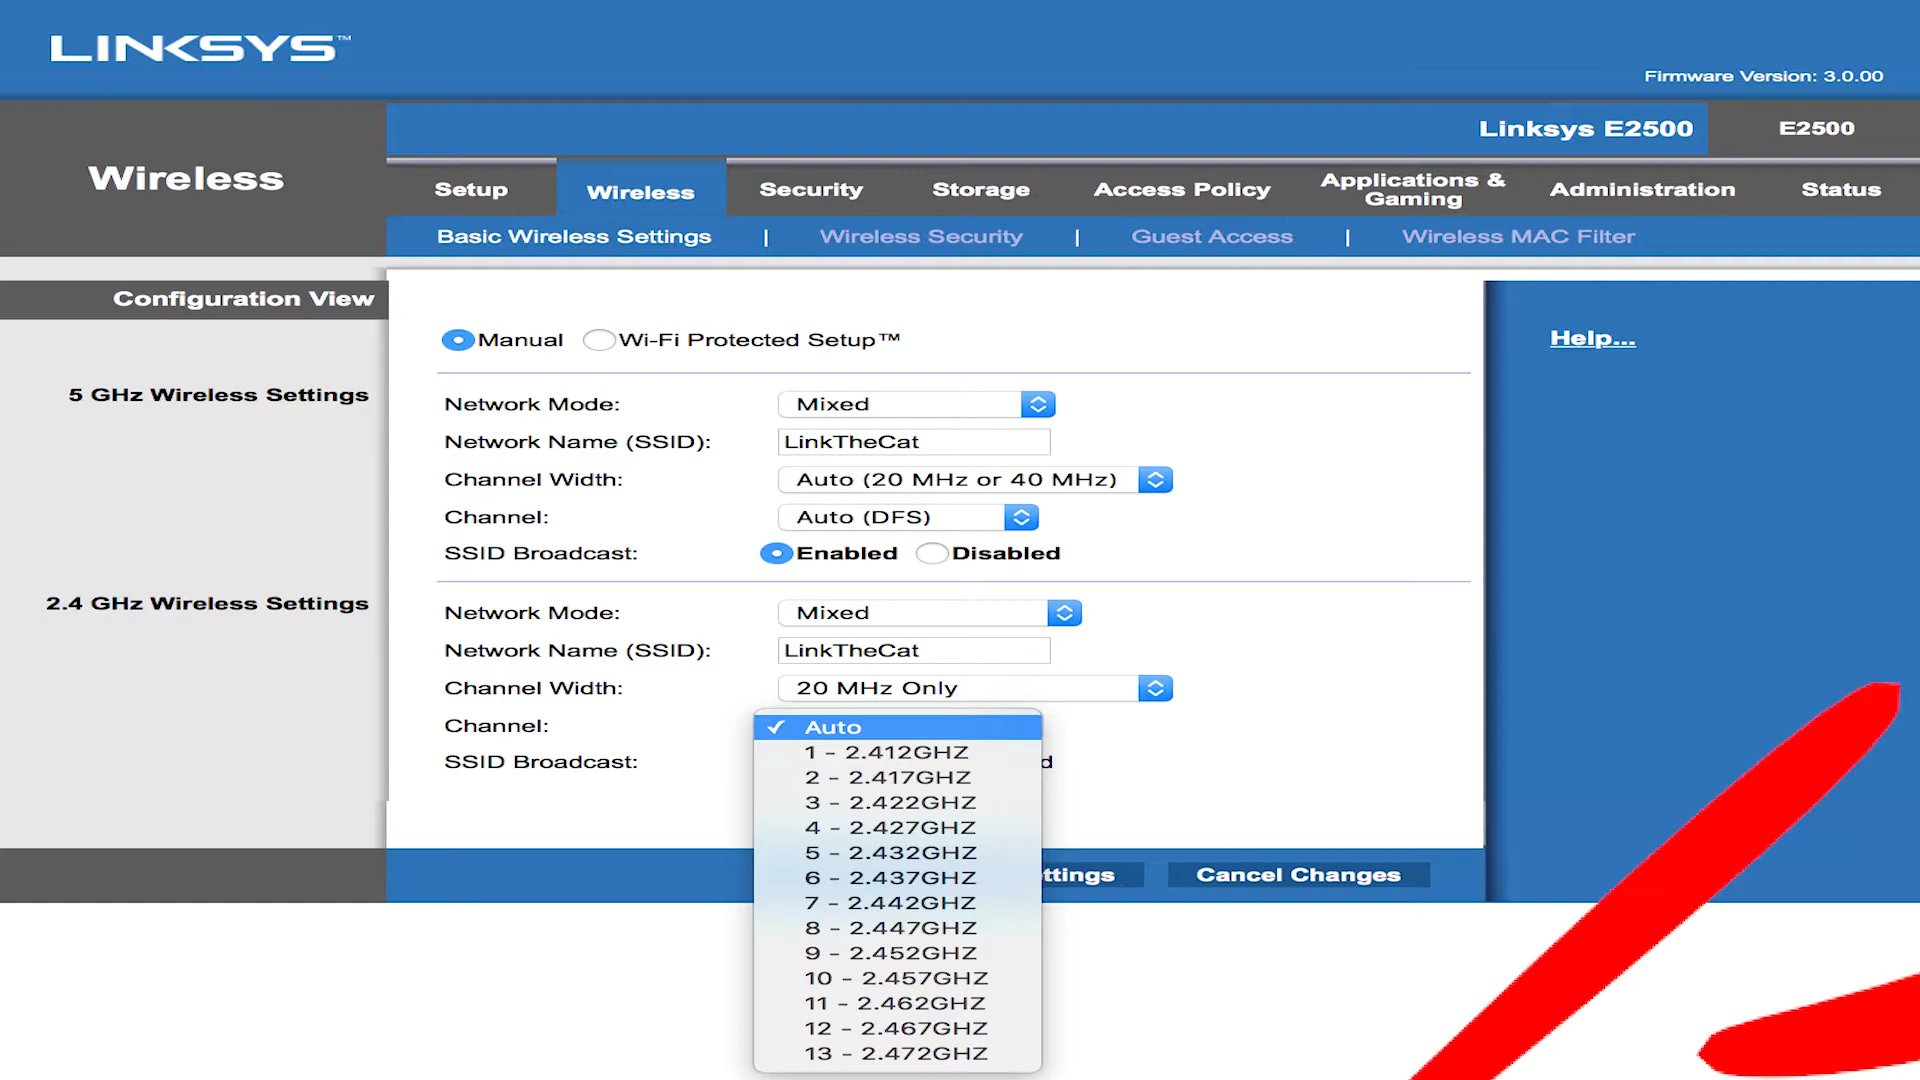 LINKSYS™
Firmware Version: 3.0.00
Linksys E2500
E2500
Wireless
Setup
Wireless
Security
Storage
Access Policy
Applications &
Gaming
Administration
Status
Basic Wireless Settings | Wireless Security | Guest Access | Wireless MAC Filter
Configuration View
Manual Wi-Fi Protected Setup™
Help...
5 GHz Wireless Settings
Network Mode: Mixed
Network Name (SSID): LinkTheCat
Channel Width: Auto (20 MHz or 40 MHz)
Channel: Auto (DFS)
SSID Broadcast: Enabled Disabled
2.4 GHz Wireless Settings
Network Mode: Mixed
Network Name (SSID): LinkTheCat
Channel Width: 20 MHz Only
Channel: ✓ Auto
1 - 2.412GHZ
SSID Broadcast: d
2 - 2.417GHZ
3 - 2.422GHZ
4 - 2.427GHZ
5 - 2.432GHZ
6 - 2.437GHZ
ttings
Cancel Changes
7 - 2.442GHZ
8 - 2.447GHZ
9 - 2.452GHZ
10 - 2.457GHZ
11 - 2.462GHZ
12 - 2.467GHZ
13 - 2.472GHZ